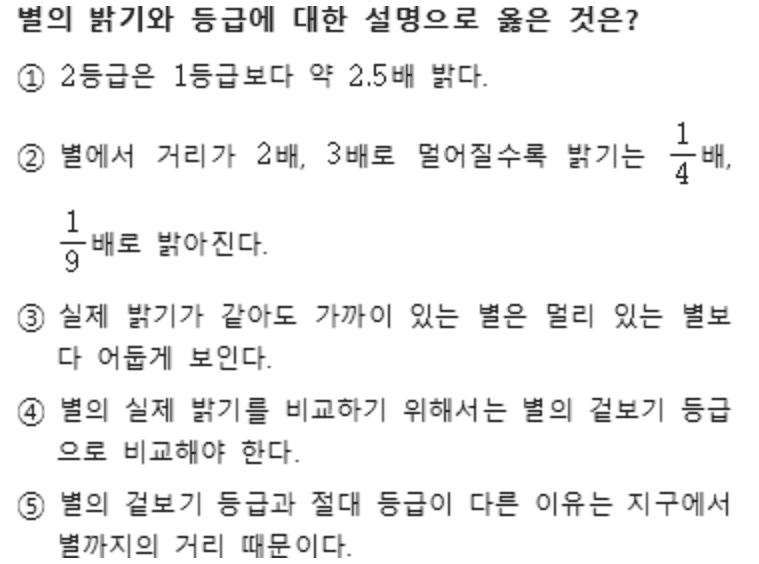 별의 밝기와 등급에 대한 설명으로 옳은 것은?
① 2등급은 1등급보다 약 2.5배 밝다.
② 별에서 거리가 2배, 3배로 멀어질수록 밝기는 1/4배,
1/9배로 밝아진다.
③ 실제 밝기가 같아도 가까이 있는 별은 멀리 있는 별보
다 어둡게 보인다.
④ 별의 실제 밝기를 비교하기 위해서는 별의 겉보기 등급
으로 비교해야 한다.
⑤ 별의 겉보기 등급과 절대 등급이 다른 이유는 지구에서
별까지의 거리 때문이다.